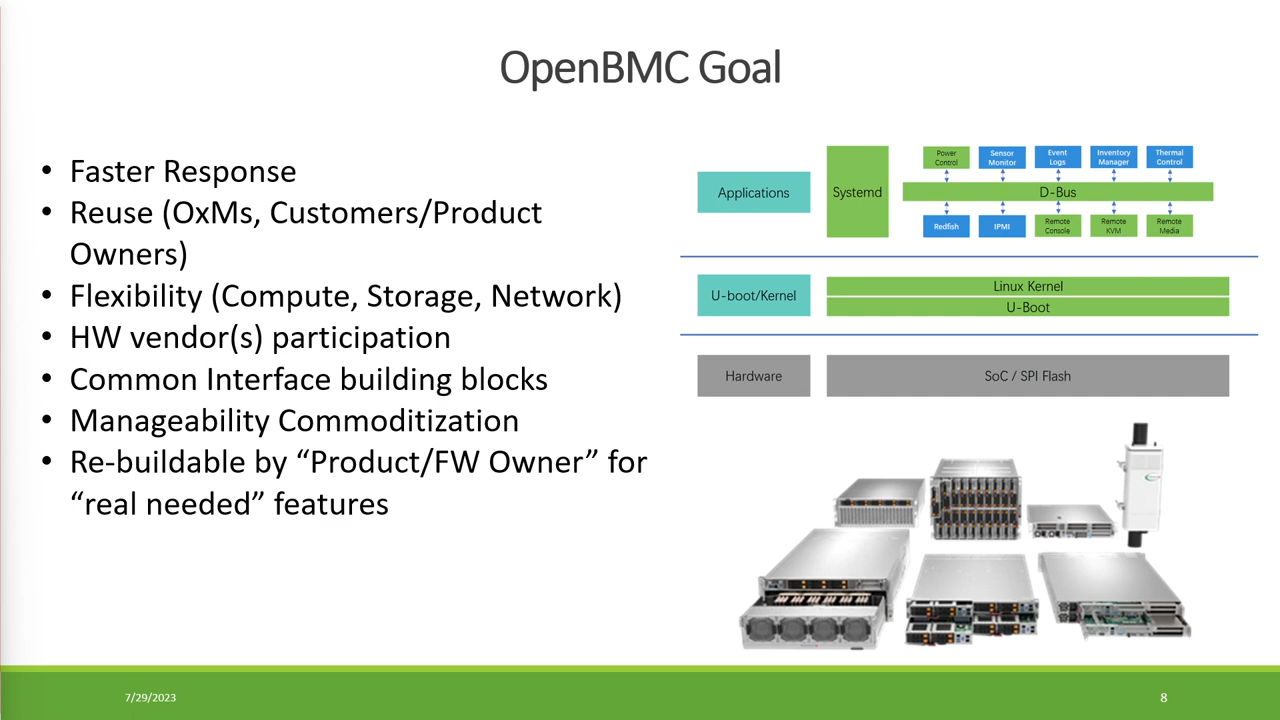 OpenBMC Goal
• Faster Response
• Reuse (OxMs, Customers/Product
Owners)
• Flexibility (Compute, Storage, Network)
• HW vendor(s) participation
• Common Interface building blocks
• Manageability Commoditization
• Re-buildable by “Product/FW Owner” for
“real needed” features
Applications
Systemd
Power
Control
Sensor
Monitor
Event
Logs
Inventory
Manager
Thermal
Control
D-Bus
Redfish
IPMI
Remote
Console
Remote
KVM
Remote
Media
U-boot/Kernel
Linux Kernel
U-Boot
Hardware
SoC / SPI Flash
7/29/2023
8